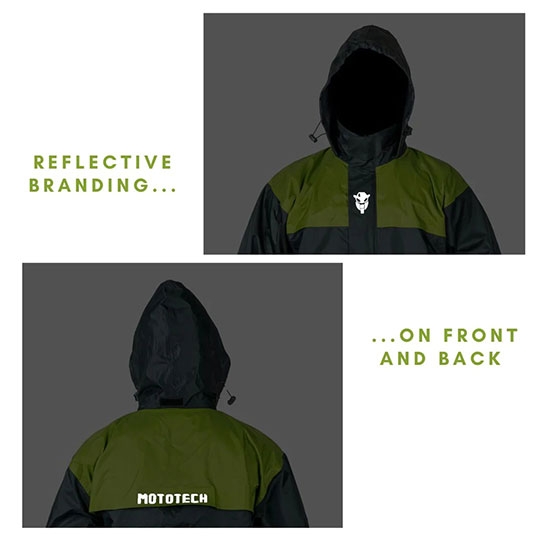 REFLECTIVE
BRANDING...
...ON FRONT
AND BACK
MOTOTECH